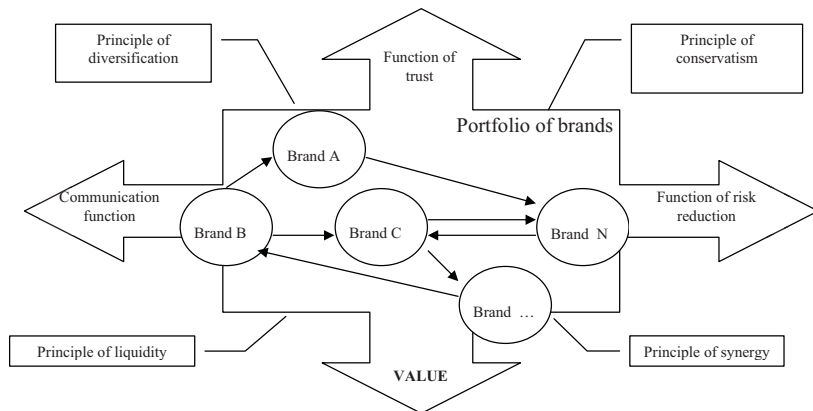 Principle of
diversification
Function of
trust
Principle of
conservatism
Portfolio of brands
Brand A
Communication
function
Function of risk
reduction
Brand B
Brand C
Brand N
Brand …
Principle of liquidity
VALUE
Principle of synergy